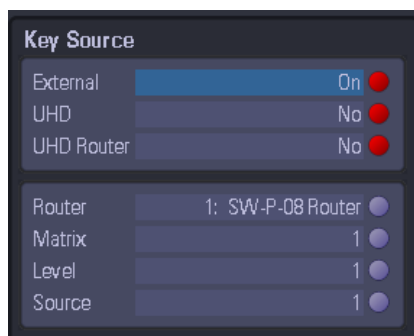 Key Source
External On
UHD No
UHD Router No
Router 1: SW-P-08 Router
Matrix 1
Level 1
Source 1